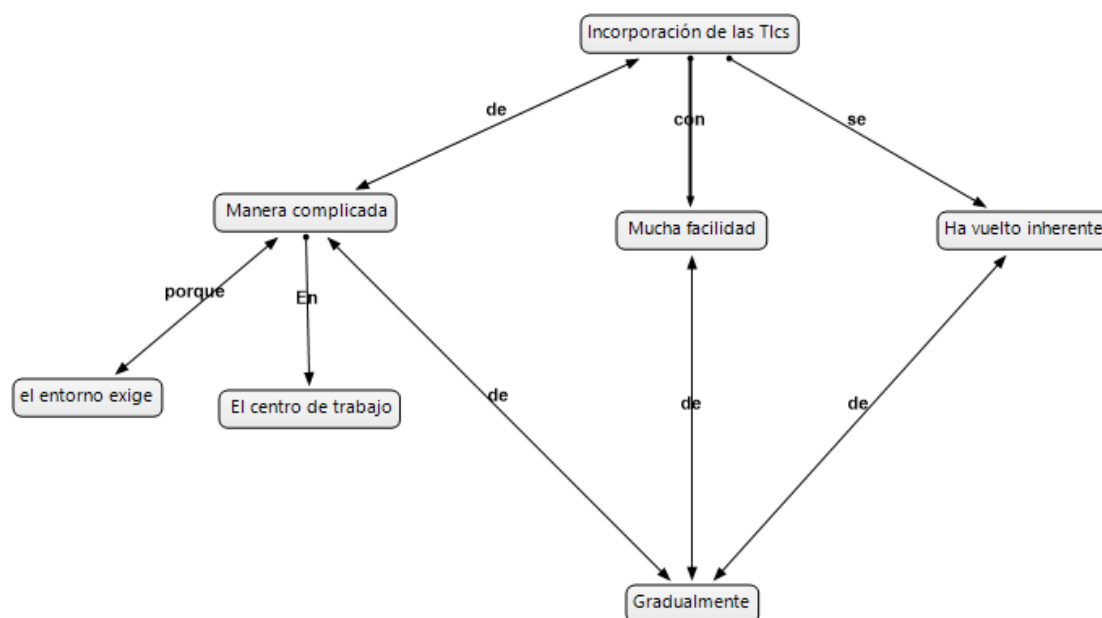 Incorporación de las TIcs
de
con
se
Manera complicada
Mucha facilidad
Ha vuelto inherente
porque
En
el entorno exige
El centro de trabajo
de
de
de
Gradualmente